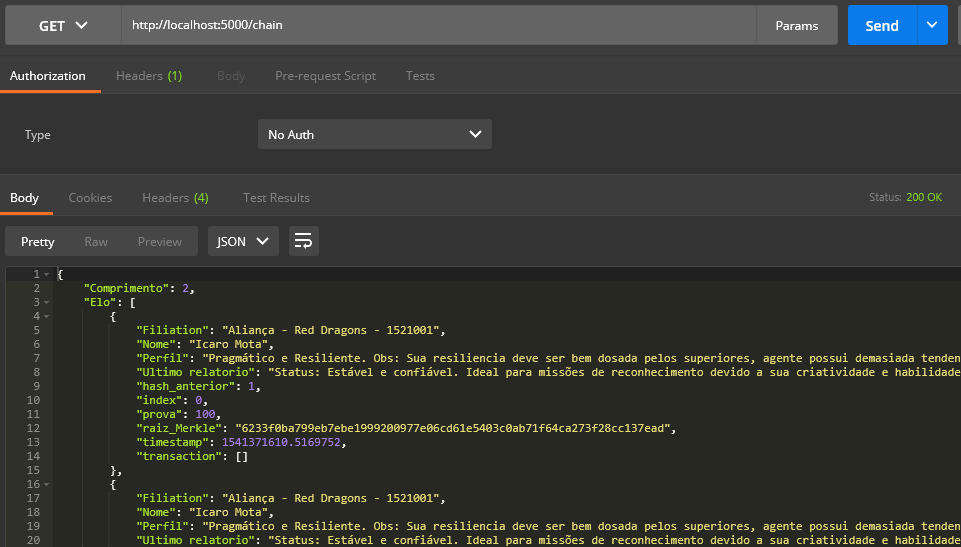 GET http://localhost:5000/chain Params Send
Authorization Headers (1) Body Pre-request Script Tests
Type No Auth
Body Cookies Headers (4) Test Results Status: 200 OK
Pretty Raw Preview JSON
1 {
2 "Comprimento": 2,
3 "Elo": [
4 {
5 "Filiation": "Aliança - Red Dragons - 1521001",
6 "Nome": "Icaro Mota",
7 "Perfil": "Pragmático e Resiliente. Obs: Sua resiliencia deve ser bem dosada pelos superiores, agente possui demasiada tenden
8 "Ultimo relatorio": "Status: Estável e confiável. Ideal para missões de reconhecimento devido a sua criatividade e habilidade
9 "hash_anterior": 1,
10 "index": 0,
11 "prova": 100,
12 "raiz_Merkle": "6233f0ba799eb7ebe1999200977e06cd61e5403c0ab71f64ca273f28cc137ead",
13 "timestamp": 1541371610.5169752,
14 "transaction": []
15 },
16 {
17 "Filiation": "Aliança - Red Dragons - 1521001",
18 "Nome": "Icaro Mota",
19 "Perfil": "Pragmático e Resiliente. Obs: Sua resiliencia deve ser bem dosada pelos superiores, agente possui demasiada tenden
20 "Ultimo relatorio": "Status: Estável e confiável. Ideal para missões de reconhecimento devido a sua criatividade e habilidade